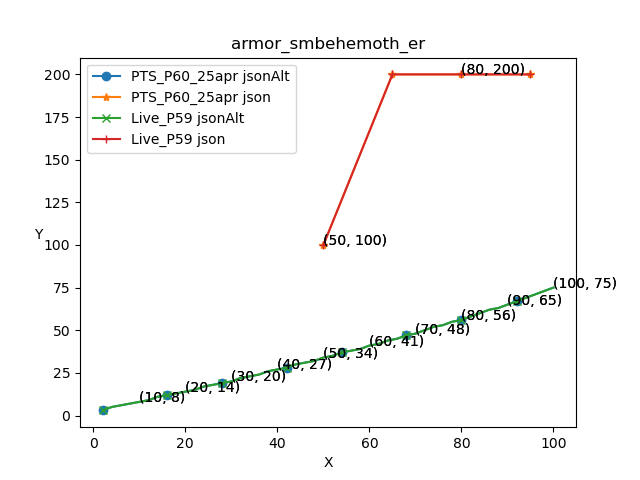 armor_smbehemoth_er
PTS_P60_25apr jsonAlt
PTS_P60_25apr json
Live_P59 jsonAlt
Live_P59 json
(80, 200)
(50, 100)
(100, 75)
(90, 65)
(80, 56)
(70, 48)
(60, 41)
(50, 34)
(40, 27)
(30, 20)
(20, 14)
(10, 8)
200
175
150
125
100
75
50
25
0
Y
0 20 40 60 80 100
X